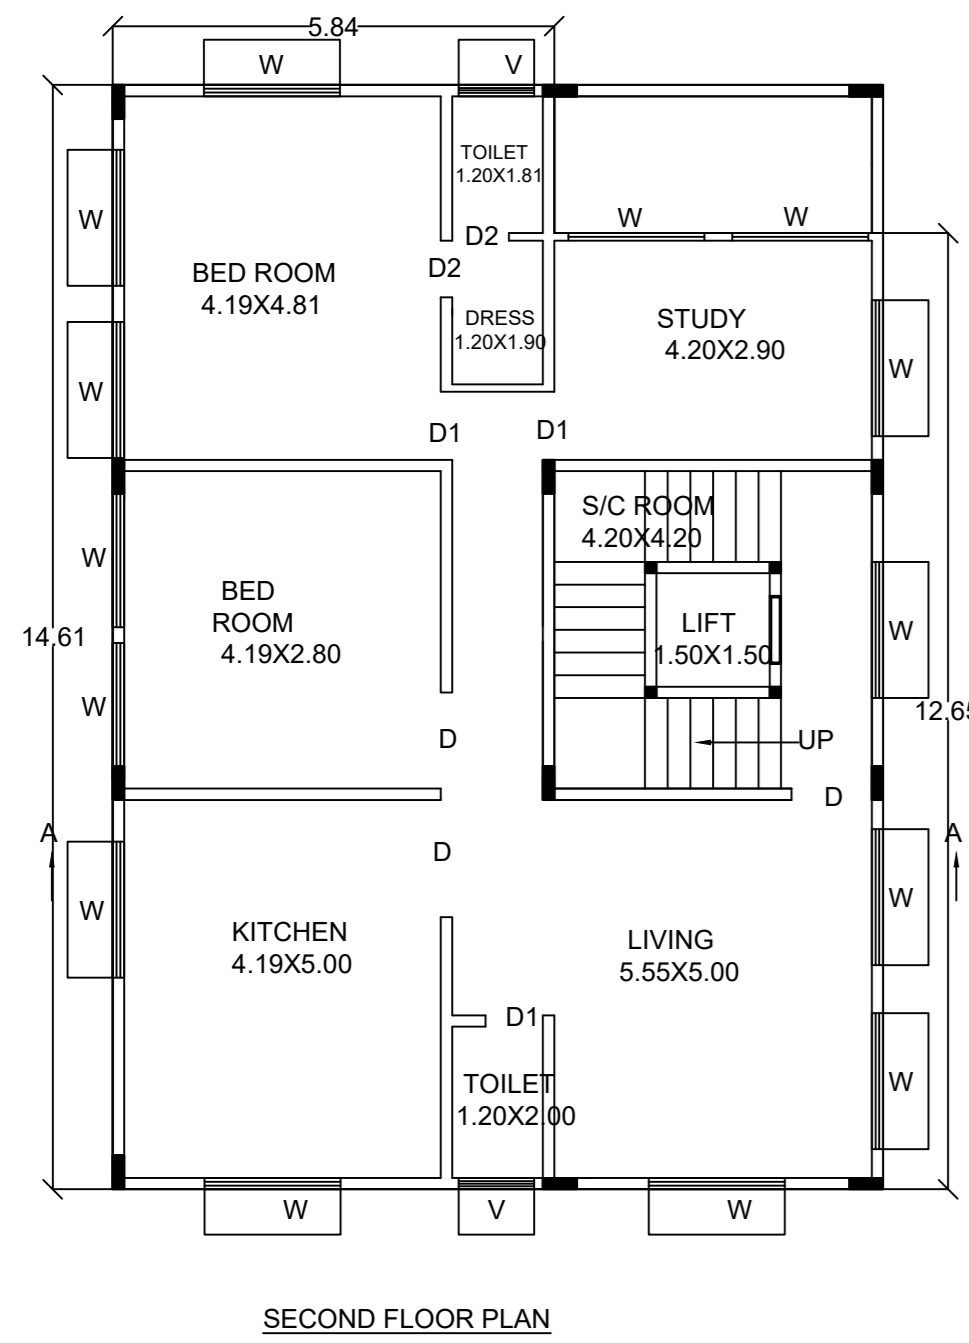 5.84
W
V
TOILET
1.20X1.81
W
W
W
D2
D2
BED ROOM
4.19X4.81
DRESS
1.20X1.90
STUDY
4.20X2.90
W
W
D1
D1
S/C ROOM
4.20X4.20
W
BED
ROOM
4.19X2.80
LIFT
1.50X1.50
W
14.61
W
12.65
D
UP
D
A
A
D
W
W
KITCHEN
4.19X5.00
LIVING
5.55X5.00
D1
TOILET
1.20X2.00
W
W
V
W
SECOND FLOOR PLAN